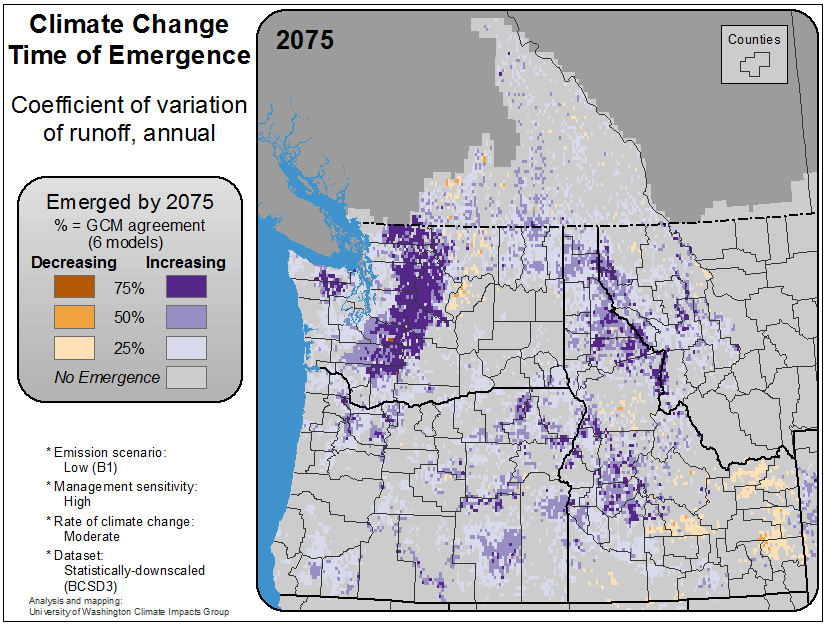 Climate Change
Time of Emergence
Coefficient of variation
of runoff, annual
Emerged by 2075
% = GCM agreement
(6 models)
Decreasing Increasing
75%
50%
25%
No Emergence
* Emission scenario:
Low (B1)
* Management sensitivity:
High
* Rate of climate change:
Moderate
* Dataset:
Statistically-downscaled
(BCSD3)
Analysis and mapping:
University of Washington Climate Impacts Group
2075
Counties